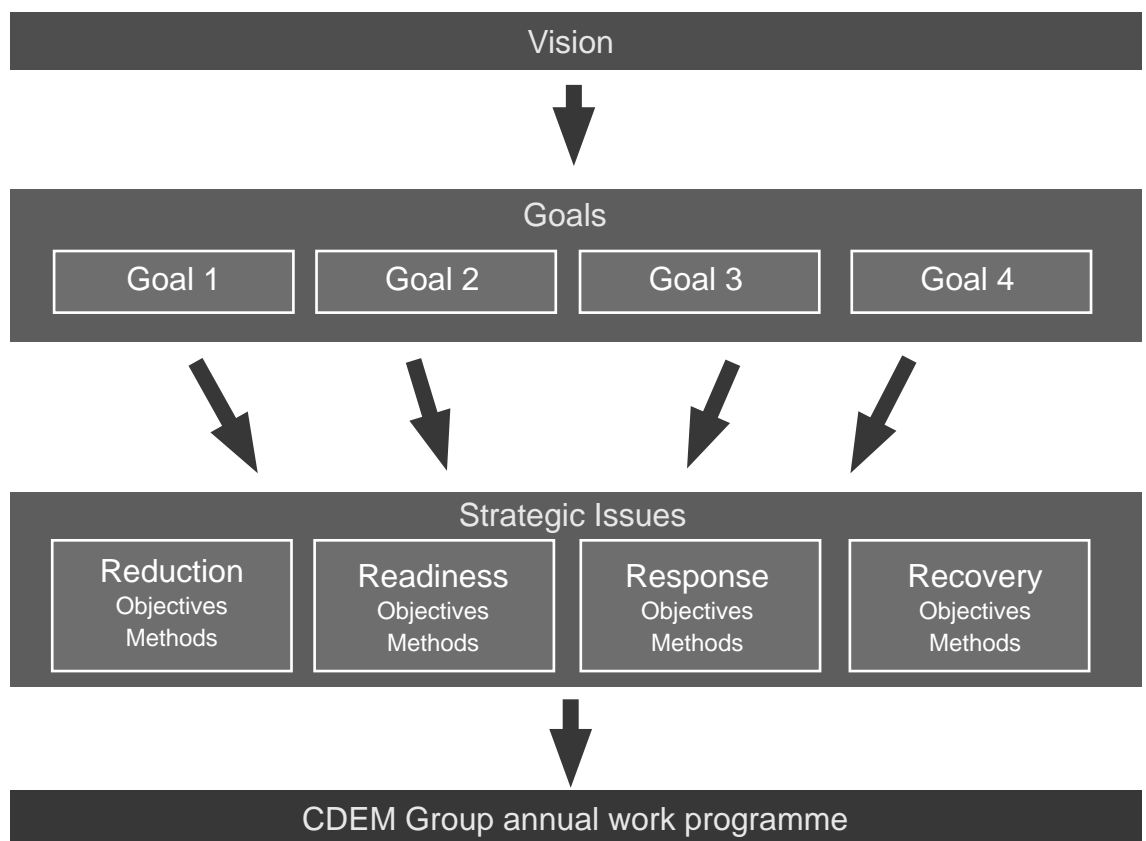 Vision
Goals
Goal 1
Goal 2
Goal 3
Goal 4
Strategic Issues
Reduction
Objectives
Methods
Readiness
Objectives
Methods
Response
Objectives
Methods
Recovery
Objectives
Methods
CDEM Group annual work programme